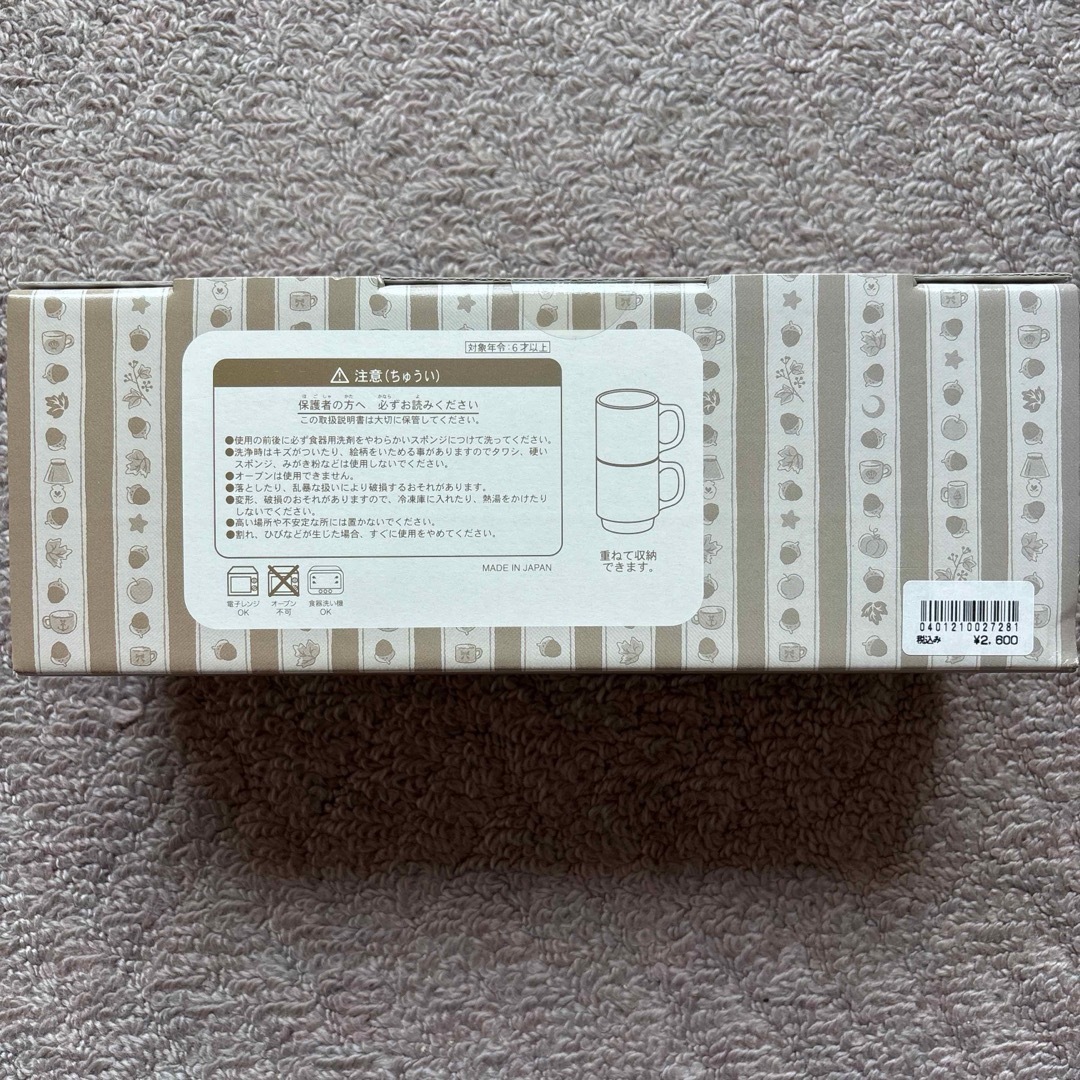 対象年令：6才以上
⚠ 注意(ちゅうい)
ほごしゃ かた かなら よ
保護者の方へ 必ずお読みください
この取扱説明書は大切に保管してください。
●使用の前後に必ず食器用洗剤をやわらかいスポンジにつけて洗ってください。
●洗浄時はキズがついたり、絵柄をいためる事がありますのでタワシ、硬い
スポンジ、みがき粉などは使用しないでください。
●オーブンは使用できません。
●落としたり、乱暴な扱いにより破損するおそれがあります。
●変形、破損のおそれがありますので、冷凍庫に入れたり、熱湯をかけたり
しないでください。
●高い場所や不安定な所には置かないでください。
●割れ、ひびなどが生じた場合、すぐに使用をやめてください。
MADE IN JAPAN
電子レンジ
OK
オーブン
不可
食器洗い機
OK
重ねて収納
できます。
0401210027281
税込み ¥2,600